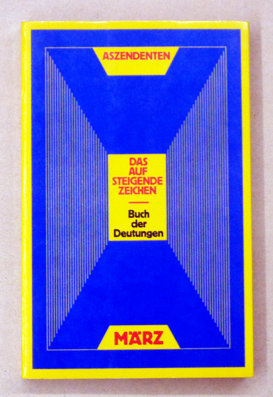 ASZENDENTEN
DAS
AUF
STEIGENDE
ZEICHEN
Buch
der
Deutungen
MÄRZ